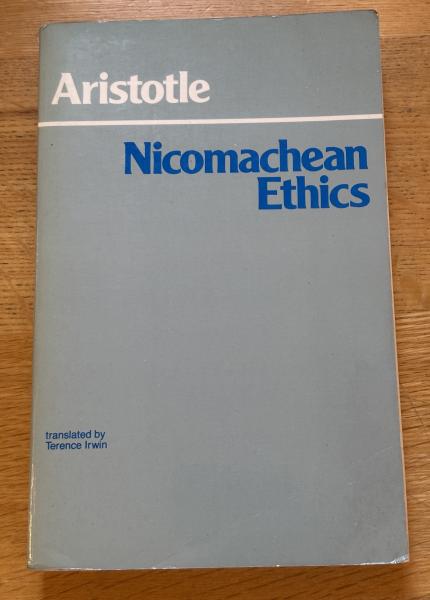 Aristotle
Nicomachean
Ethics
translated by
Terence Irwin